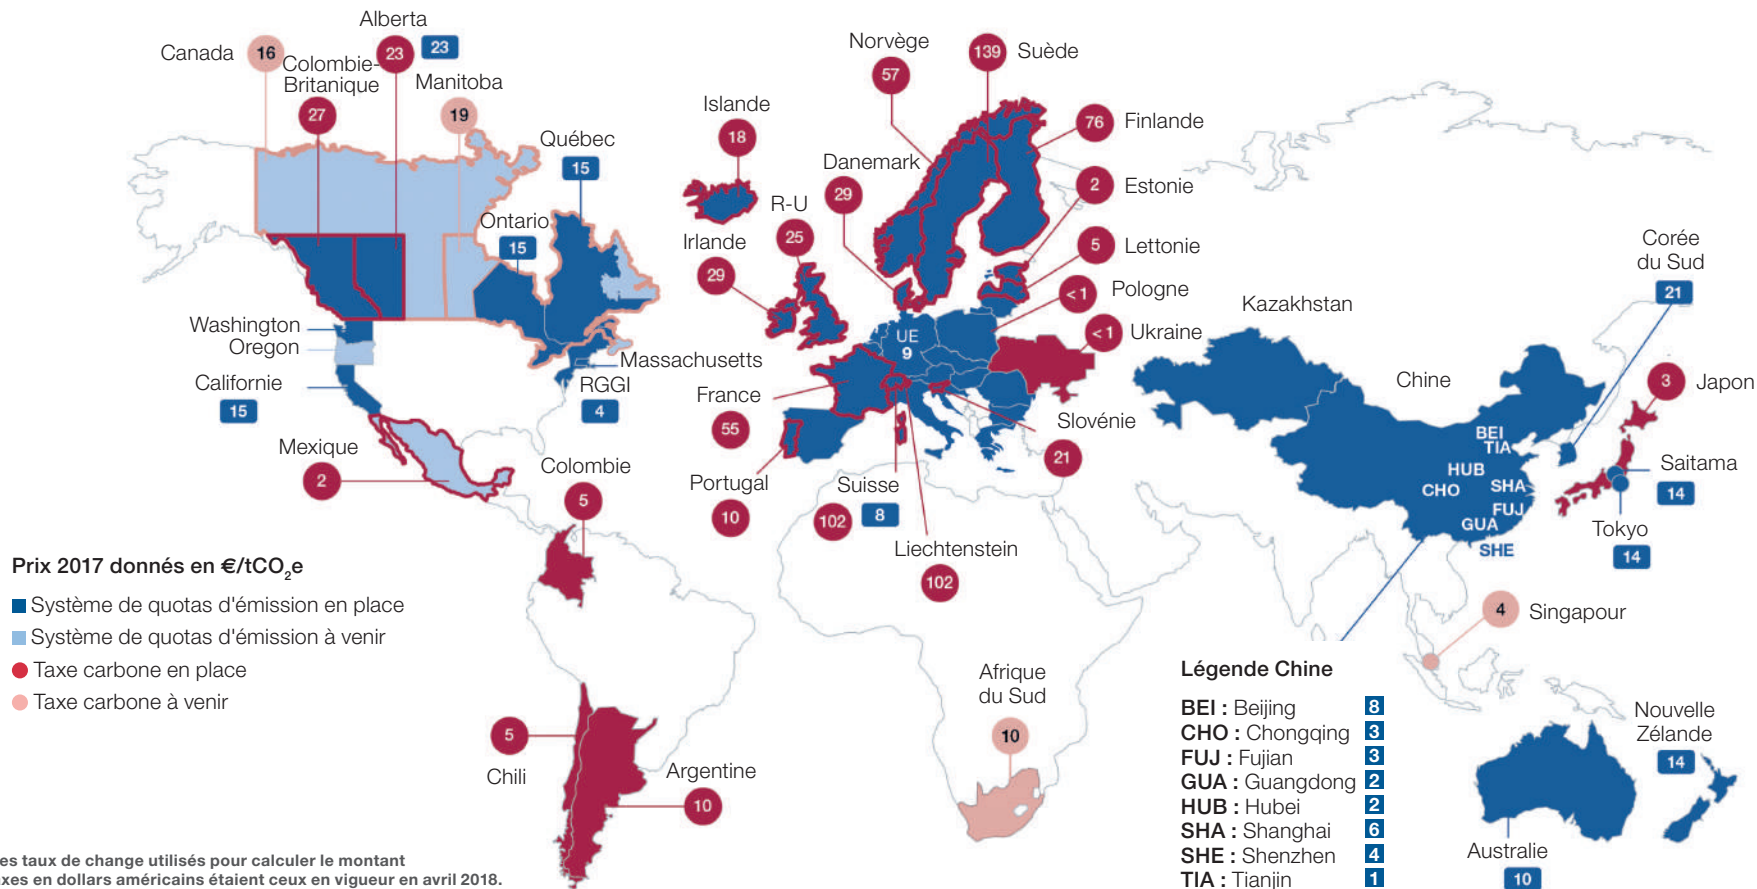 Canada
16
Alberta
23
23
Colombie-
Britanique
27
Manitoba
19
Québec
15
Ontario
15
Washington
Oregon
Californie
15
Massachusetts
RGGI
4
Mexique
2
Colombie
5
Chili
5
Argentine
10
Islande
18
Irlande
29
R-U
25
Norvège
57
Danemark
29
139
Suède
76
Finlande
2
Estonie
5
Lettonie
< 1
Pologne
< 1
Ukraine
UE
9
France
55
Portugal
10
Suisse
102
8
Liechtenstein
102
Slovénie
21
Afrique
du Sud
10
Kazakhstan
Chine
BEI
TIA
HUB
CHO
SHA
FUJ
GUA
SHE
Corée
du Sud
21
3
Japon
Saitama
14
Tokyo
14
4
Singapour
Nouvelle
Zélande
14
Australie
10
Prix 2017 donnés en €/tCO₂e
Système de quotas d'émission en place
Système de quotas d'émission à venir
Taxe carbone en place
Taxe carbone à venir
Légende Chine
BEI : Beijing 8
CHO : Chongqing 3
FUJ : Fujian 3
GUA : Guangdong 2
HUB : Hubei 2
SHA : Shanghai 6
SHE : Shenzhen 4
TIA : Tianjin 1
es taux de change utilisés pour calculer le montant
axes en dollars américains étaient ceux en vigueur en avril 2018.